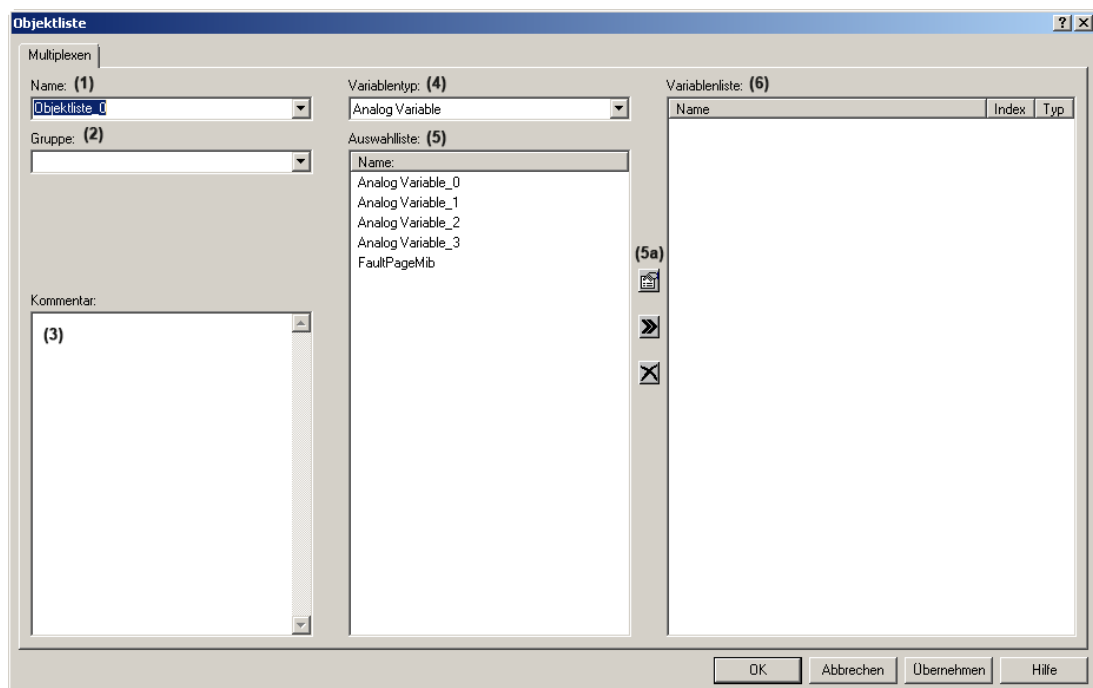 Objektliste
Multiplexen
Name: (1)
Objektliste_0
Gruppe: (2)
Kommentar:
(3)
Variablentyp: (4)
Analog Variable
Auswahlliste: (5)
Name:
Analog Variable_0
Analog Variable_1
Analog Variable_2
Analog Variable_3
FaultPageMib
(5a)
Variablenliste: (6)
Name Index Typ
OK Abbrechen Übernehmen Hilfe